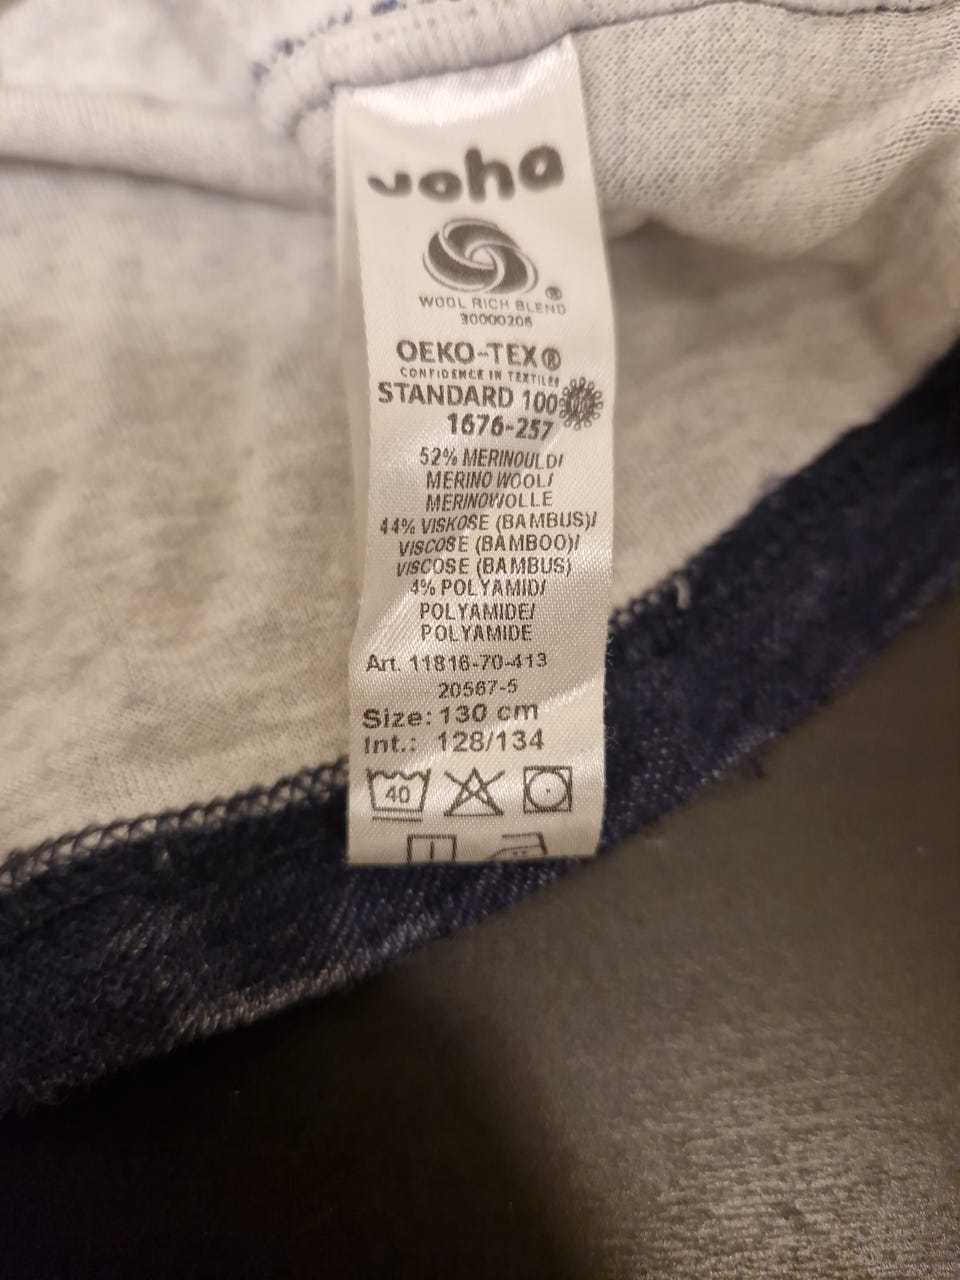 Joha
®
WOOL RICH BLEND
30000206
OEKO-TEX®
CONFIDENCE IN TEXTILES
STANDARD 100
1676-257
52% MERINOULD/
MERINO WOOL/
MERINOWOLLE
44% VISKOSE (BAMBUS)/
VISCOSE (BAMBOO)/
VISCOSE (BAMBUS)
4% POLYAMID/
POLYAMIDE/
POLYAMIDE
Art. 11816-70-413
20567-5
Size: 130 cm
Int.: 128/134
40